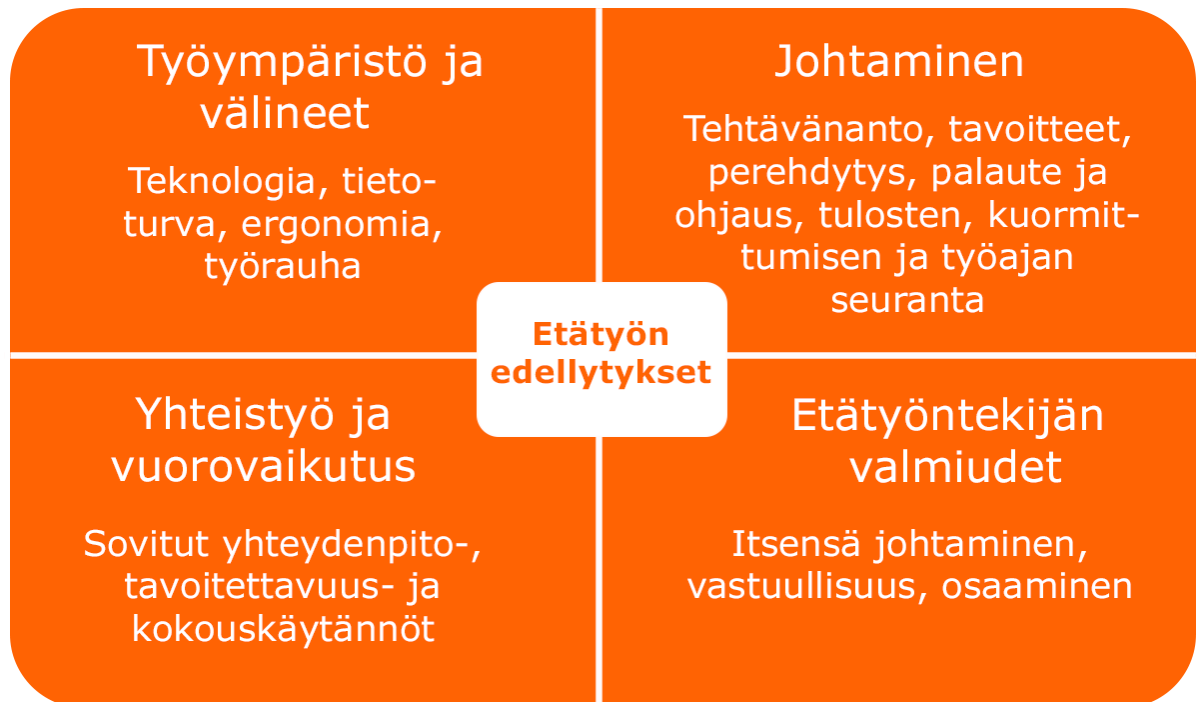 Työympäristö ja
välineet
Teknologia, tieto-
turva, ergonomia,
työrauha
Johtaminen
Tehtävänanto, tavoitteet,
perehdytys, palaute ja
ohjaus, tulosten, kuormit-
tumisen ja työajan
seuranta
Etätyön
edellytykset
Yhteistyö ja
vuorovaikutus
Sovitut yhteydenpito-,
tavoitettavuus- ja
kokouskäytännöt
Etätyöntekijän
valmiudet
Itsensä johtaminen,
vastuullisuus, osaaminen